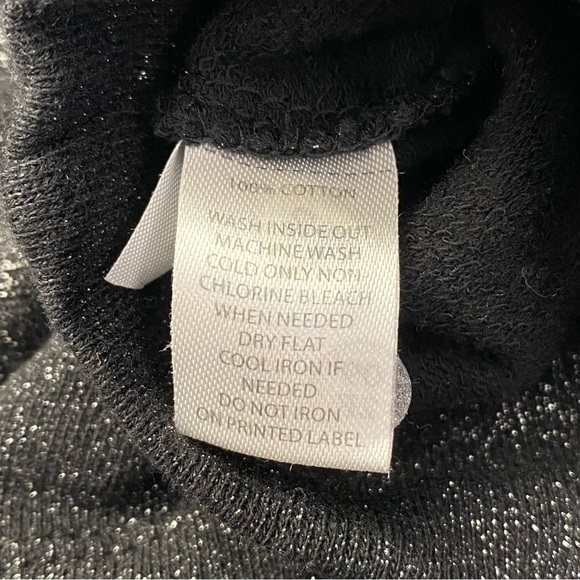 100% COTTON
WASH INSIDE OUT
MACHINE WASH
COLD ONLY NON
CHLORINE BLEACH
WHEN NEEDED
DRY FLAT
COOL IRON IF
NEEDED
DO NOT IRON
ON PRINTED LABEL